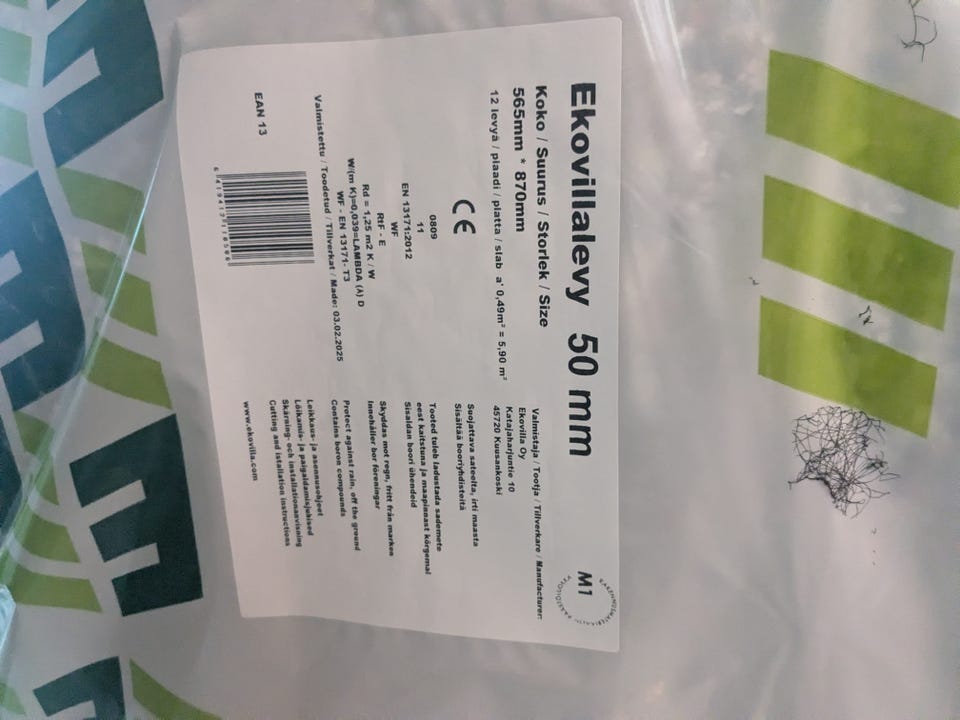 Ekovillalevy 50 mm
Koko / Suurus / Storlek / Size
565mm * 870mm
12 levyä / plaadi / platta / slab a' 0,49m² = 5,90 m²
CE
0809
11
EN 13171:2012
WF
RtF - E
Rd = 1,25 m2 K / W
W/(m K)=0,039=LAMBDA (λ) D
WF - EN 13171- T3
Valmistettu / Toodetud / Tillverkat / Made: 03.02.2025
EAN 13
Valmistaja / Tootja / Tillverkare / Manufacturer:
Ekovilla Oy
Katajaharjuntie 10
45720 Kuusankoski
Suojattava sateelta, irti maasta
Sisältää booriyhdisteitä
Tooted tuleb ladustada sademete
eest kaitstuna ja maapinnast kõrgemal
Sisaldan boori ühendeid
Skyddas mot regn, fritt från marken
Innehåller bor föreningar
Protect against rain, off the ground
Contains boron compounds
Leikkaus- ja asennusohjeet
Lõikamis- ja paigaldamisjuhised
Skärning- och installationanvisning
Cutting and istallation instructions
www.ekovilla.com
M1